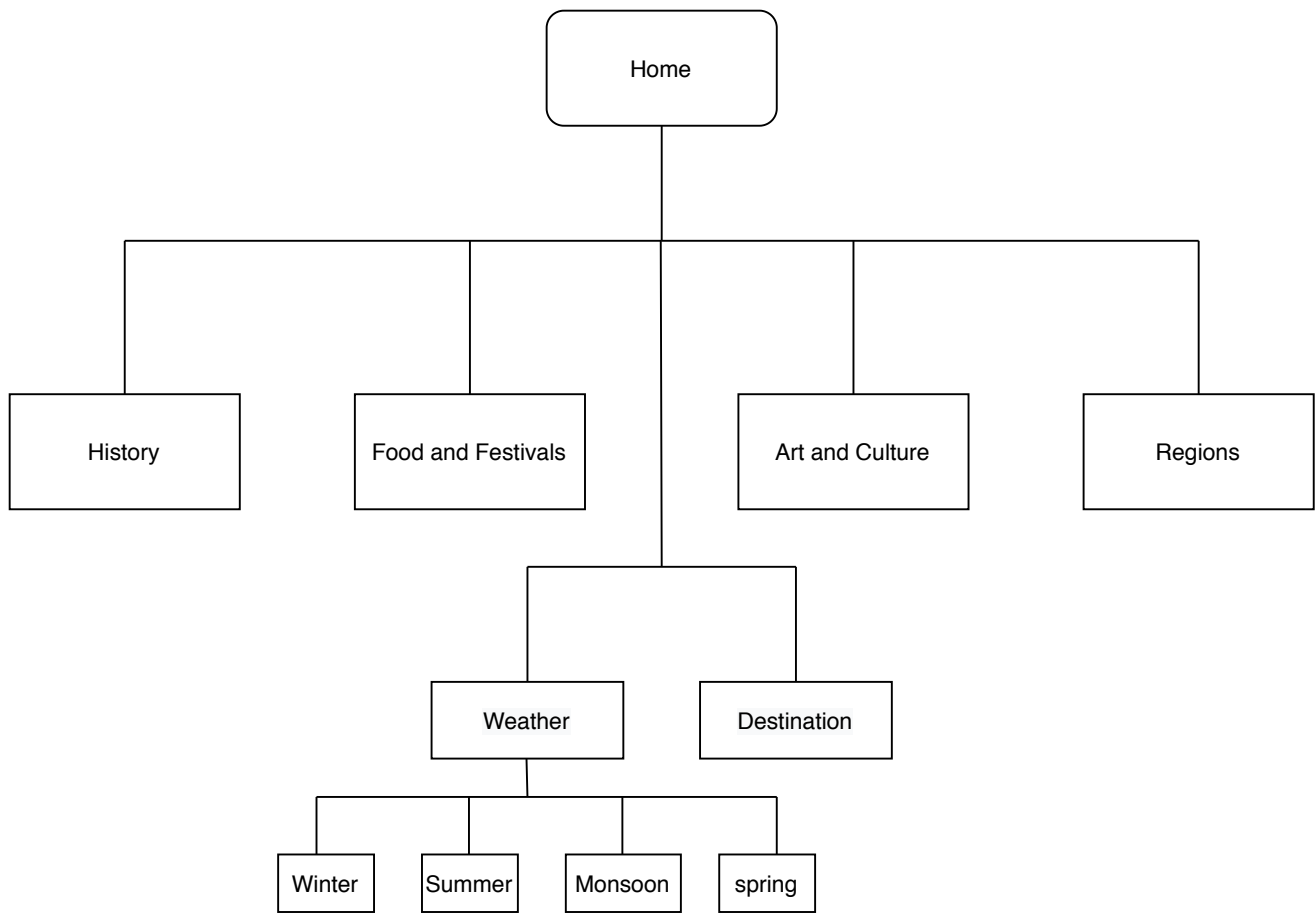 Home
History
Food and Festivals
Art and Culture
Regions
Weather
Destination
Winter
Summer
Monsoon
spring